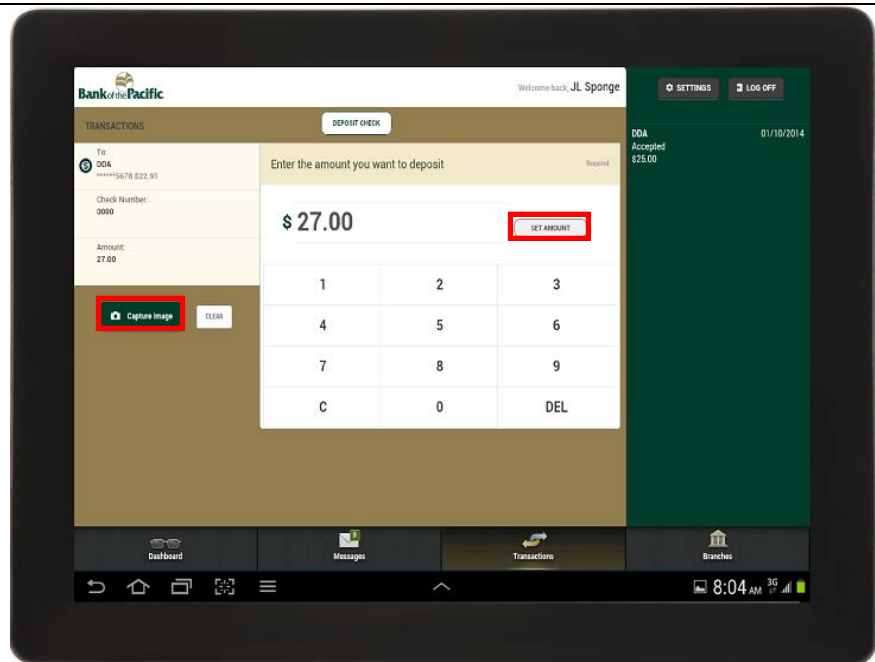 Bank of the Pacific
Welcome back, JL Sponge
SETTINGS
LOG OFF
TRANSACTIONS
DEPOSIT CHECK
To:
DDA
******5678 $22.91
Check Number:
0000
Amount:
27.00
Capture Image
CLEAR
Enter the amount you want to deposit
Required
$ 27.00
SET AMOUNT
1 2 3
4 5 6
7 8 9
C 0 DEL
DDA 01/10/2014
Accepted
$25.00
Dashboard
Messages
Transactions
Branches
8:04 AM 3G